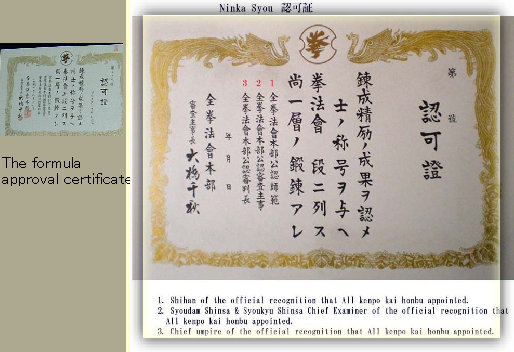 Ninka Syou 認可証
The formula
approval certificate
拳
第 號
認可證
錬成精励ノ成果ヲ認メ
士ノ称号ヲ与ヘ
拳法會 段ニ列ス
尚一層ノ鍛錬アレ
1 全拳法會本部公認師範
2 全拳法會本部公認審査主事
3 全拳法會本部公認審判長
年 月 日
全拳法會本部
審査主事長 大橋千秋
1. Shihan of the official recognition that All kenpo kai honbu appointed.
2. Syoudam Shinsa & Syoukyu Shinsa Chief Examiner of the official recognition that
All kenpo kai honbu appointed.
3. Chief umpire of the official recognition that All kenpo kai honbu appointed.